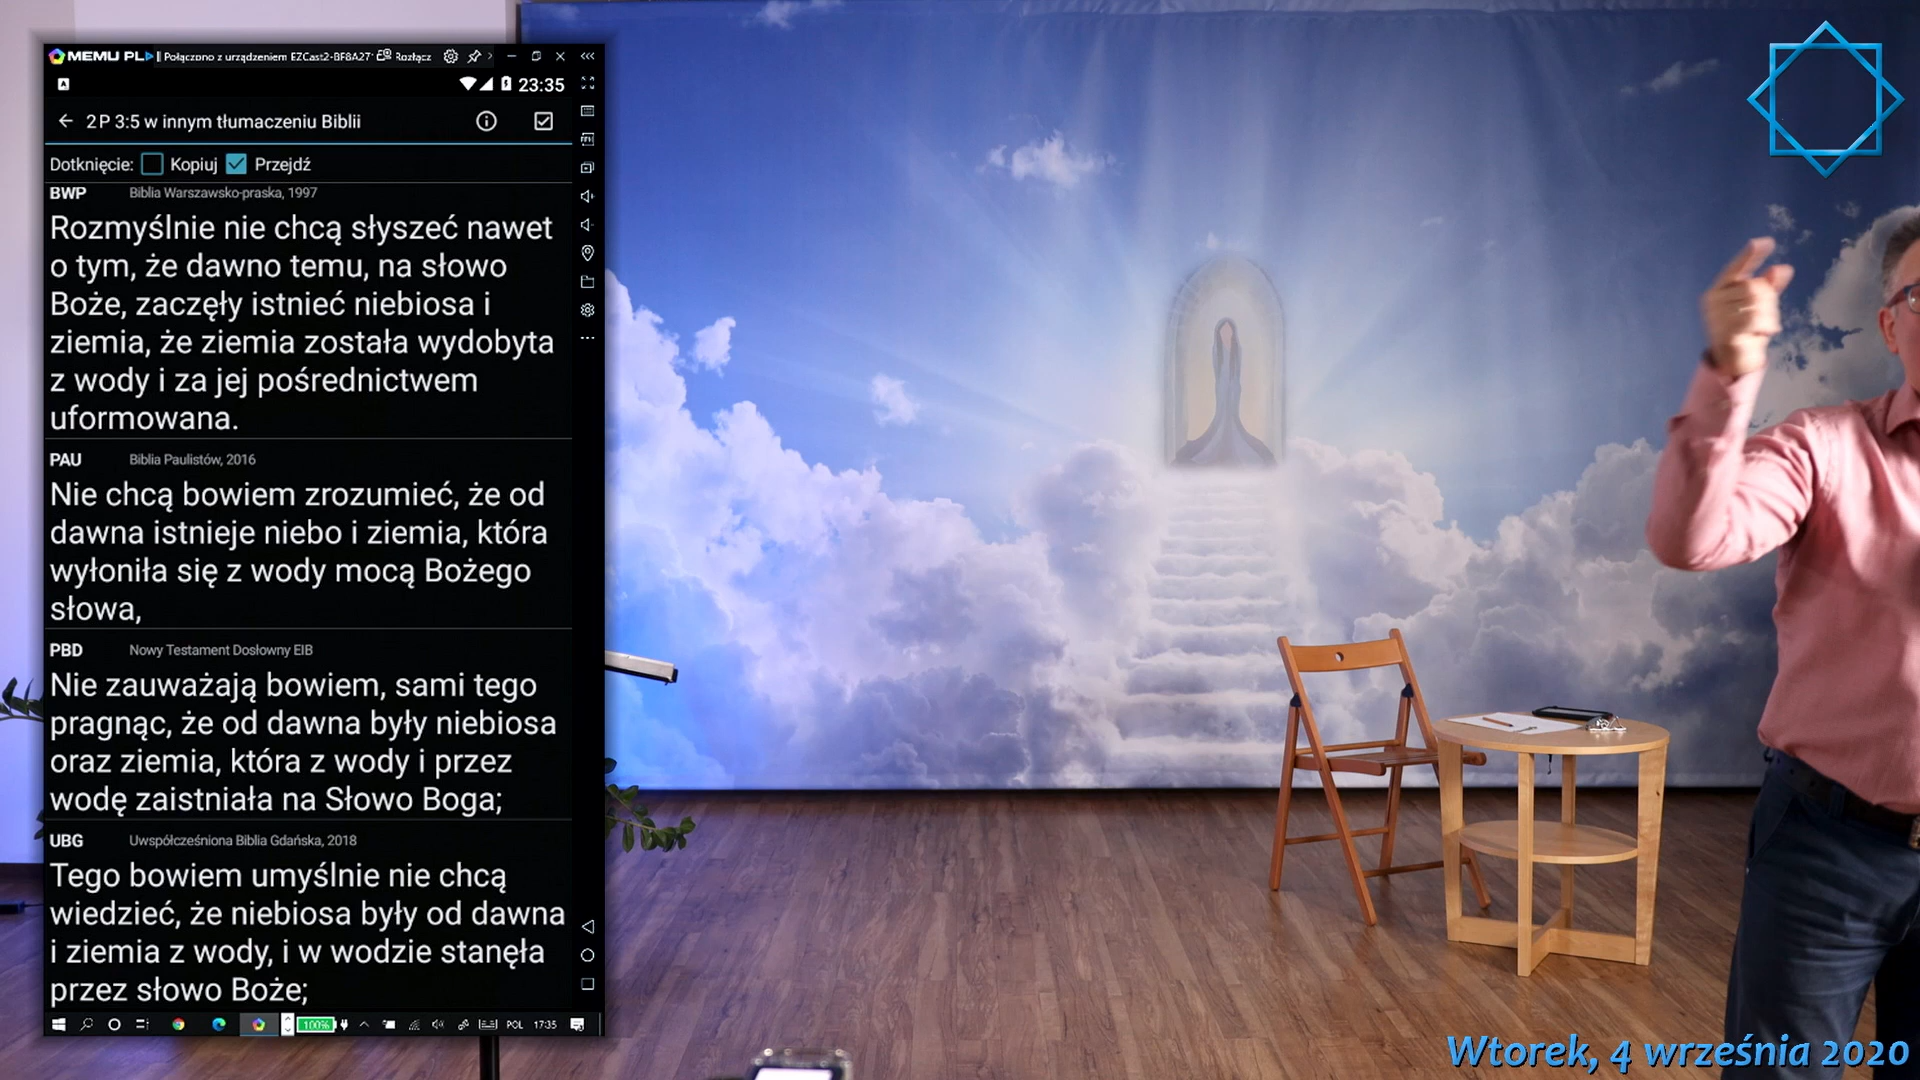 MEMU PL
Połączono z urządzeniem EZCast2-BF8A27
Rozłącz
23:35
2P 3:5 w innym tłumaczeniu Biblii
Dotknięcie: Kopiuj Przejdź
BWP Biblia Warszawsko-praska, 1997
Rozmyślnie nie chcą słyszeć nawet
o tym, że dawno temu, na słowo
Boże, zaczęły istnieć niebiosa i
ziemia, że ziemia została wydobyta
z wody i za jej pośrednictwem
uformowana.
PAU Biblia Paulistów, 2016
Nie chcą bowiem zrozumieć, że od
dawna istnieje niebo i ziemia, która
wyłoniła się z wody mocą Bożego
słowa,
PBD Nowy Testament Dosłowny EIB
Nie zauważają bowiem, sami tego
pragnąc, że od dawna były niebiosa
oraz ziemia, która z wody i przez
wodę zaistniała na Słowo Boga;
UBG Uwspółcześniona Biblia Gdańska, 2018
Tego bowiem umyślnie nie chcą
wiedzieć, że niebiosa były od dawna
i ziemia z wody, i w wodzie stanęła
przez słowo Boże;
100% POL 17:35
Wtorek, 4 września 2020